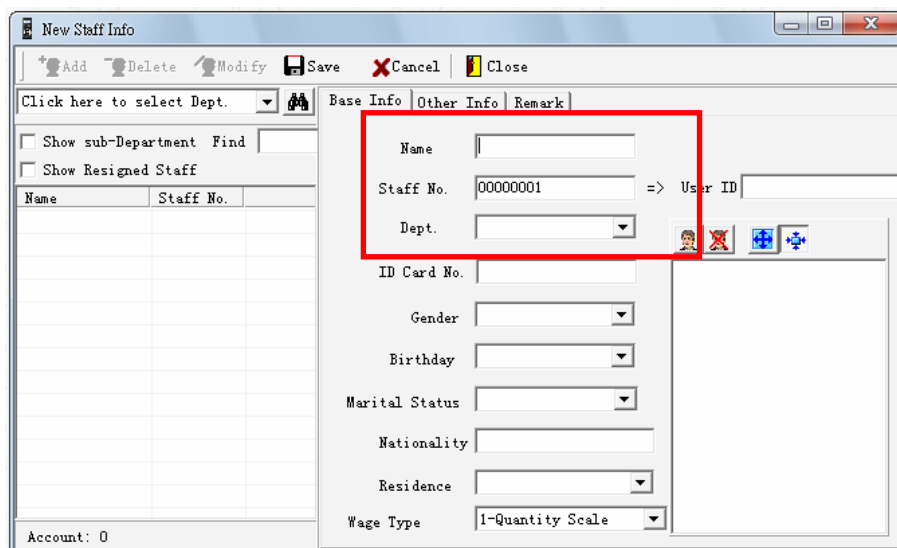 New Staff Info
Add Delete Modify Save Cancel Close
Click here to select Dept.
Base Info Other Info Remark
Show sub-Department Find
Show Resigned Staff
Name Staff No.
Account: 0
Name
Staff No. 00000001 => User ID
Dept.
ID Card No.
Gender
Birthday
Marital Status
Nationality
Residence
Wage Type 1-Quantity Scale